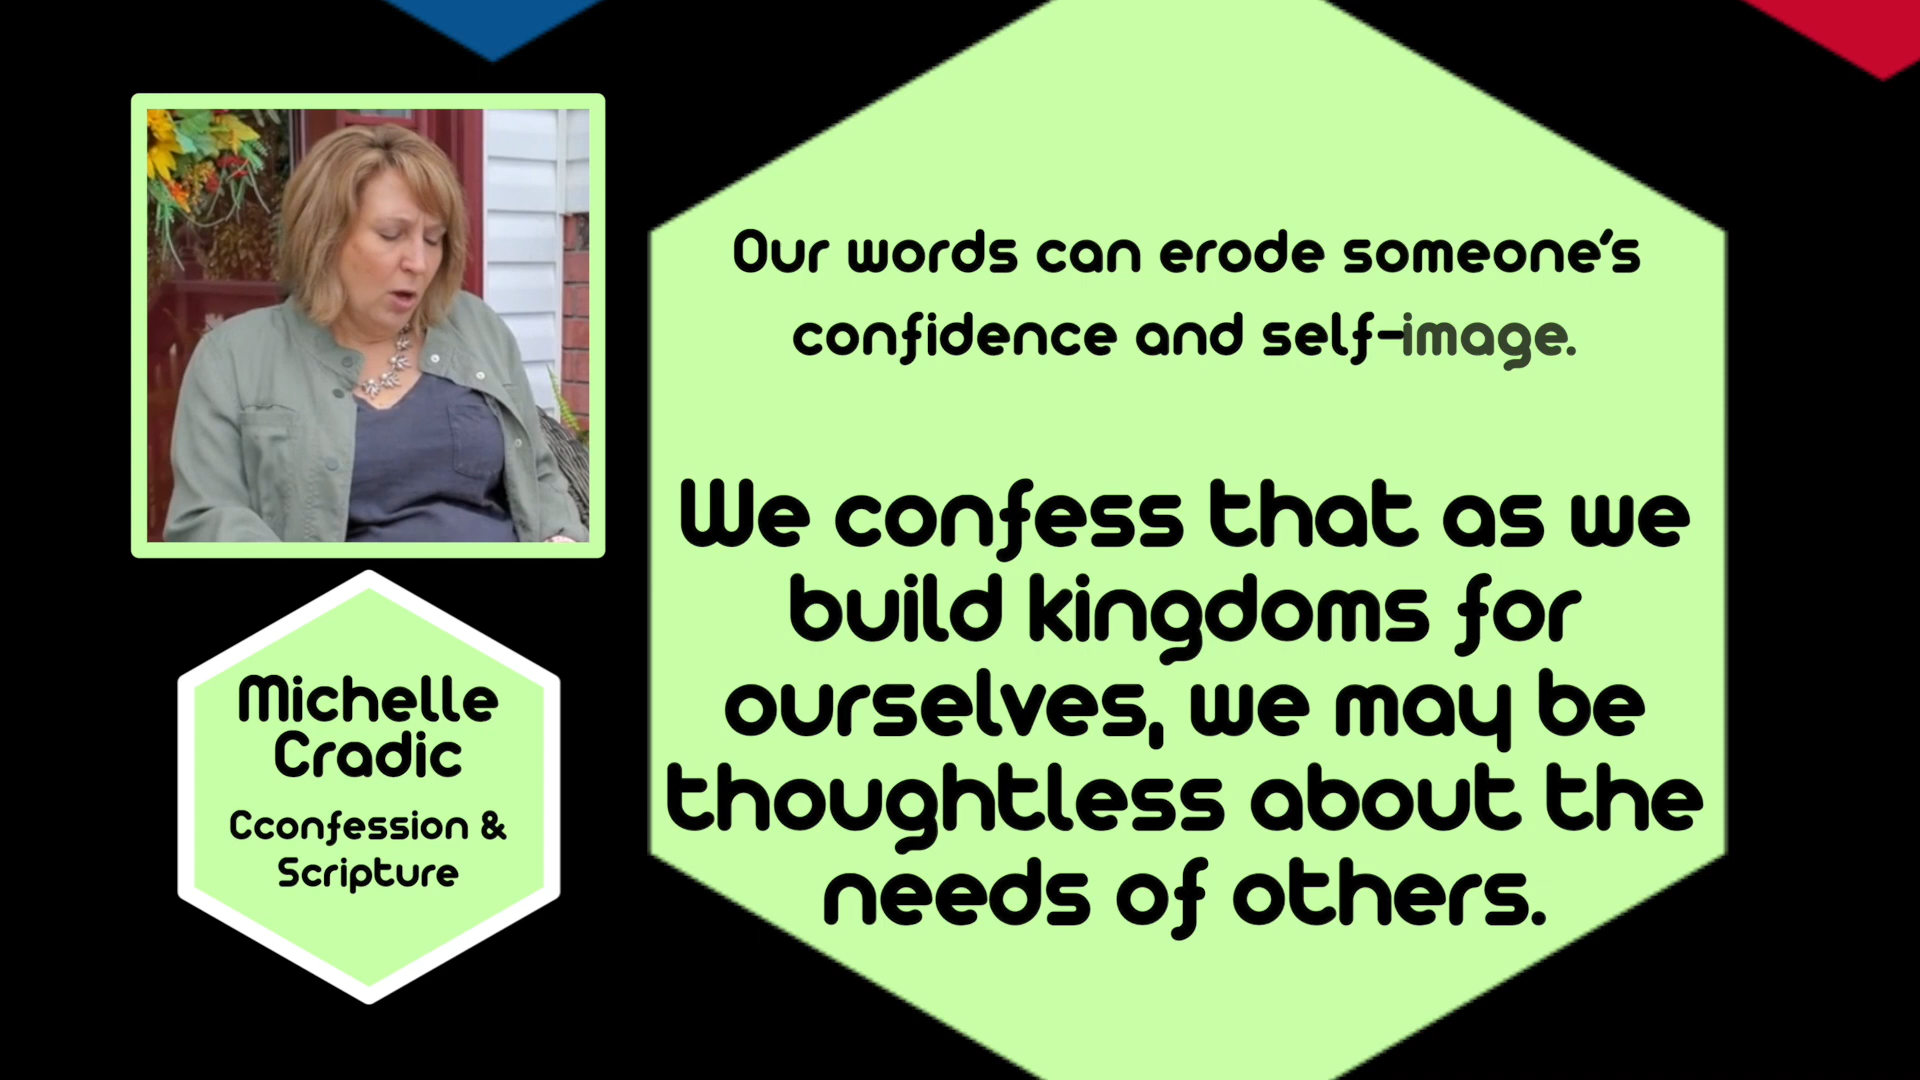 Our words can erode someone's
confidence and self-image.
We confess that as we
build kingdoms for
ourselves, we may be
thoughtless about the
needs of others.
Michelle
Cradic
Cconfession &
Scripture